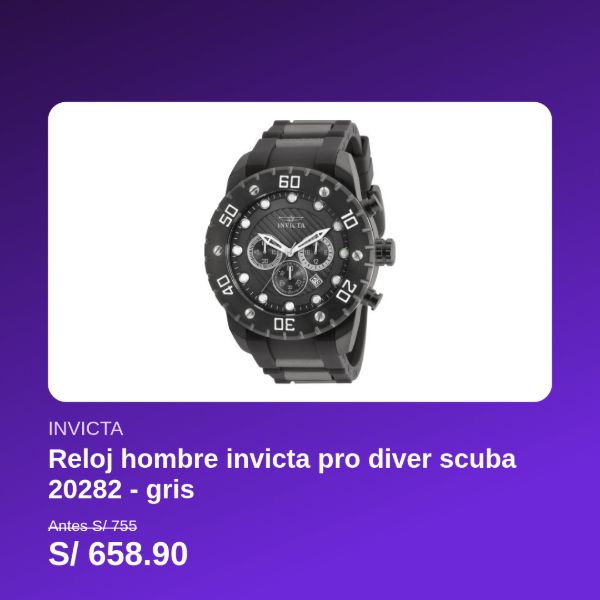 60
50
10
INVICTA
40
20
30
INVICTA
Reloj hombre invicta pro diver scuba
20282 - gris
Antes S/ 755
S/ 658.90